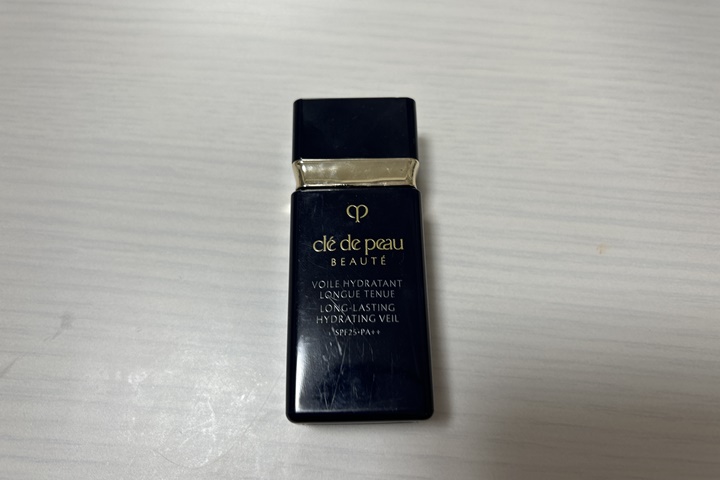 clé de peau
BEAUTÉ
VOILE HYDRATANT
LONGUE TENUE
LONG-LASTING
HYDRATING VEIL
SPF25・PA++